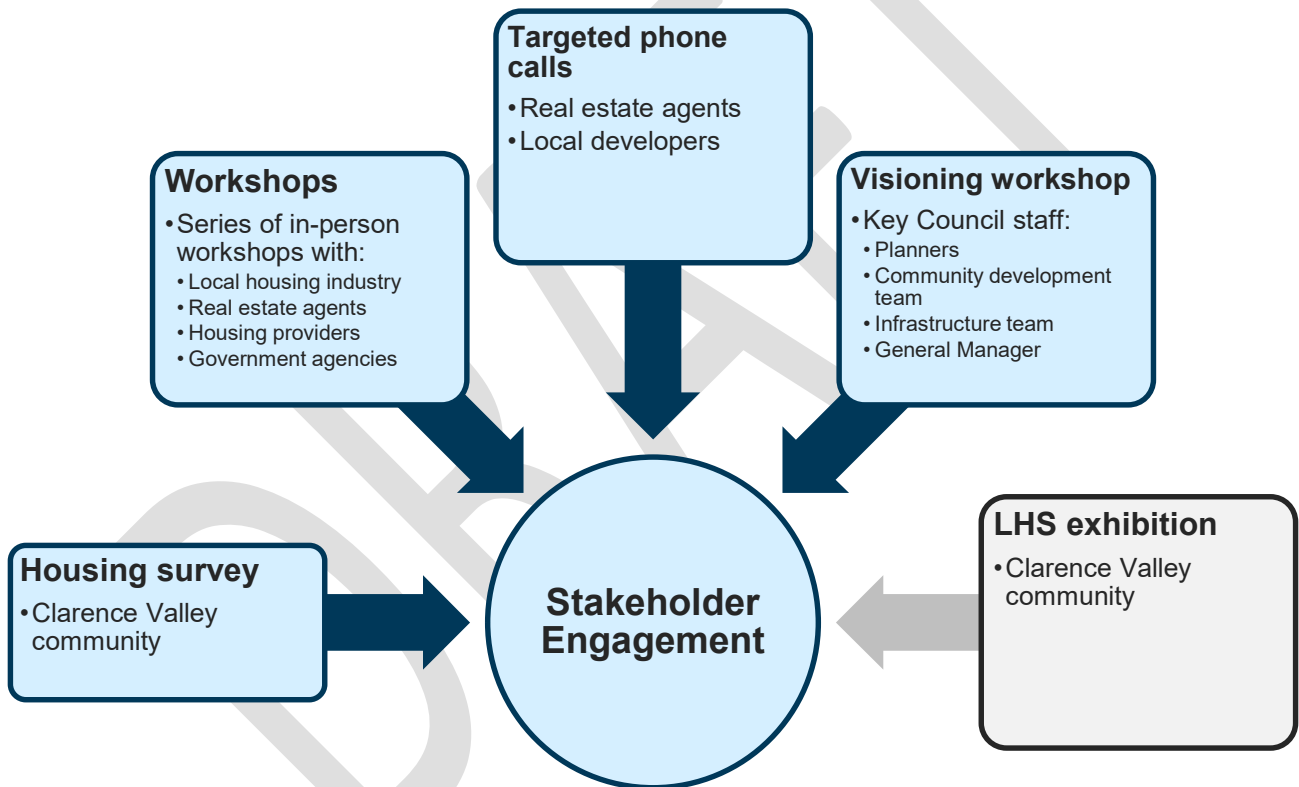 Targeted phone
calls
•Real estate agents
•Local developers
Workshops
•Series of in-person
workshops with:
•Local housing industry
•Real estate agents
•Housing providers
•Government agencies
Visioning workshop
•Key Council staff:
•Planners
•Community development
team
•Infrastructure team
•General Manager
Housing survey
•Clarence Valley
community
Stakeholder
Engagement
LHS exhibition
•Clarence Valley
community
DRAFT